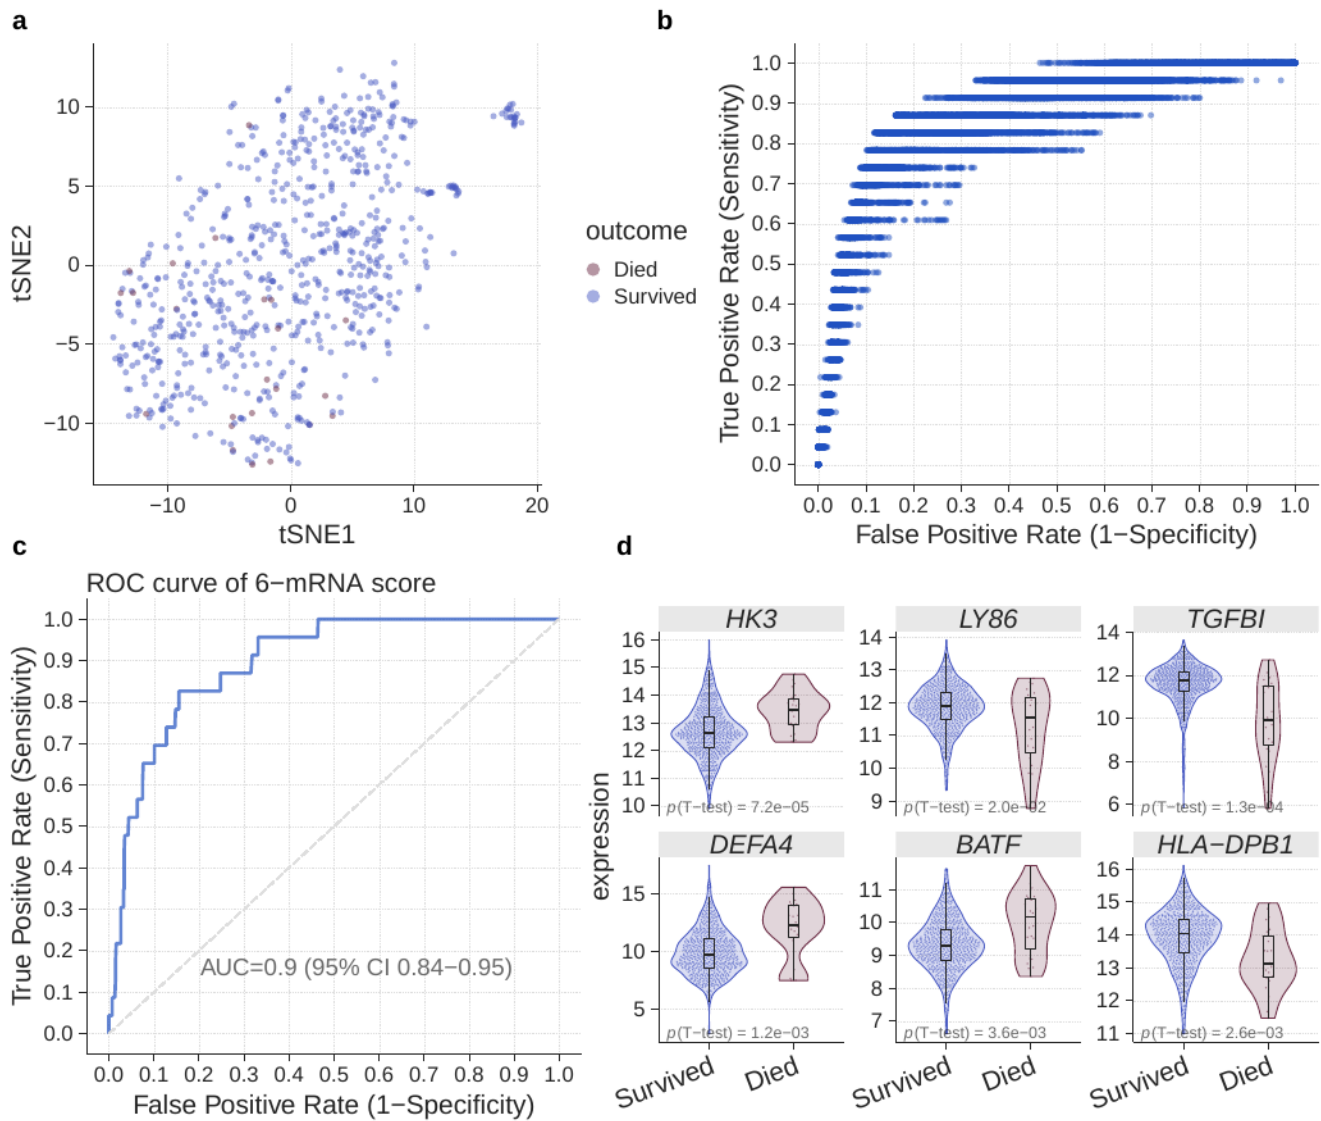 a
10
5
0
−5
−10
tSNE2
−10
0
10
20
tSNE1
outcome
Died
Survived
b
1.0
0.9
0.8
0.7
0.6
0.5
0.4
0.3
0.2
0.1
0.0
True Positive Rate (Sensitivity)
0.0 0.1 0.2 0.3 0.4 0.5 0.6 0.7 0.8 0.9 1.0
False Positive Rate (1−Specificity)
c
ROC curve of 6−mRNA score
1.0
0.9
0.8
0.7
0.6
0.5
0.4
0.3
0.2
0.1
0.0
True Positive Rate (Sensitivity)
AUC=0.9 (95% CI 0.84−0.95)
0.0 0.1 0.2 0.3 0.4 0.5 0.6 0.7 0.8 0.9 1.0
False Positive Rate (1−Specificity)
d
expression
HK3
16
15
14
13
12
11
10
p(T−test) = 7.2e−05
LY86
14
13
12
11
10
9
p(T−test) = 2.0e−02
TGFBI
14
12
10
8
6
p(T−test) = 1.3e−04
DEFA4
15
10
5
p(T−test) = 1.2e−03
BATF
11
10
9
8
7
p(T−test) = 3.6e−03
HLA−DPB1
16
15
14
13
12
11
p(T−test) = 2.6e−03
Survived Died
Survived Died
Survived Died